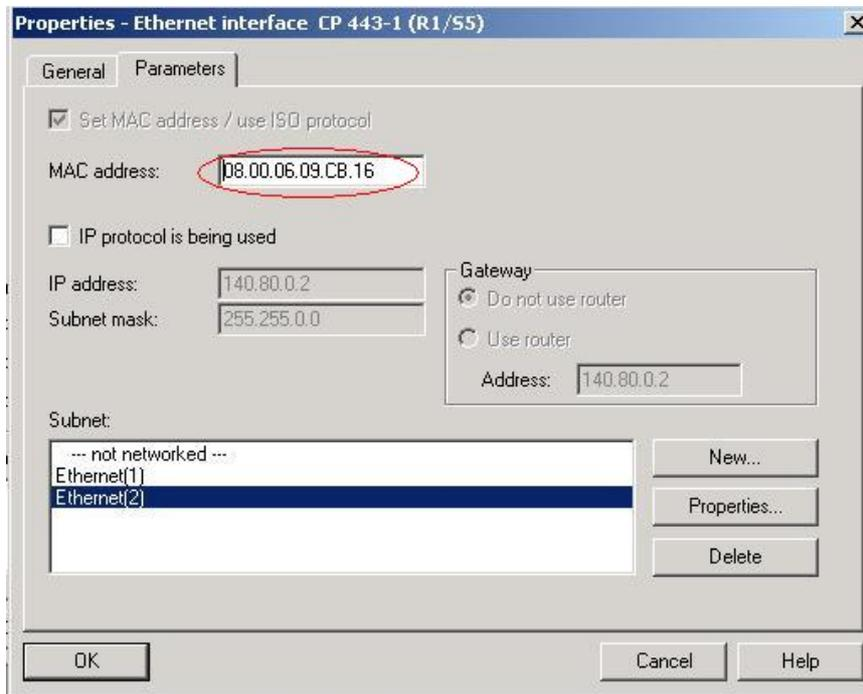 Properties - Ethernet interface CP 443-1 (R1/S5)
General
Parameters
Set MAC address / use ISO protocol
MAC address:
08.00.06.09.CB.16
IP protocol is being used
IP address:
140.80.0.2
Subnet mask:
255.255.0.0
Gateway
Do not use router
Use router
Address:
140.80.0.2
Subnet:
--- not networked ---
Ethernet(1)
Ethernet(2)
New...
Properties...
Delete
OK
Cancel
Help